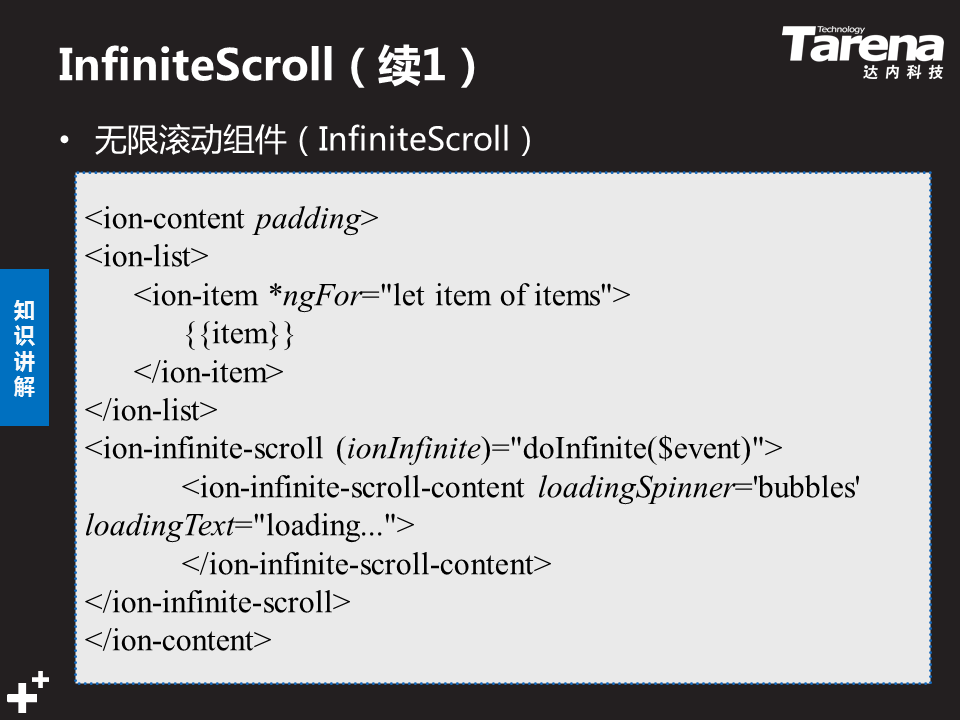 InfiniteScroll（续1）
Technology
Tarena
达内科技
• 无限滚动组件（InfiniteScroll）
<ion-content padding>
<ion-list>
<ion-item *ngFor="let item of items">
{{item}}
</ion-item>
</ion-list>
<ion-infinite-scroll (ionInfinite)="doInfinite($event)">
<ion-infinite-scroll-content loadingSpinner='bubbles'
loadingText="loading...">
</ion-infinite-scroll-content>
</ion-infinite-scroll>
</ion-content>
知
识
讲
解